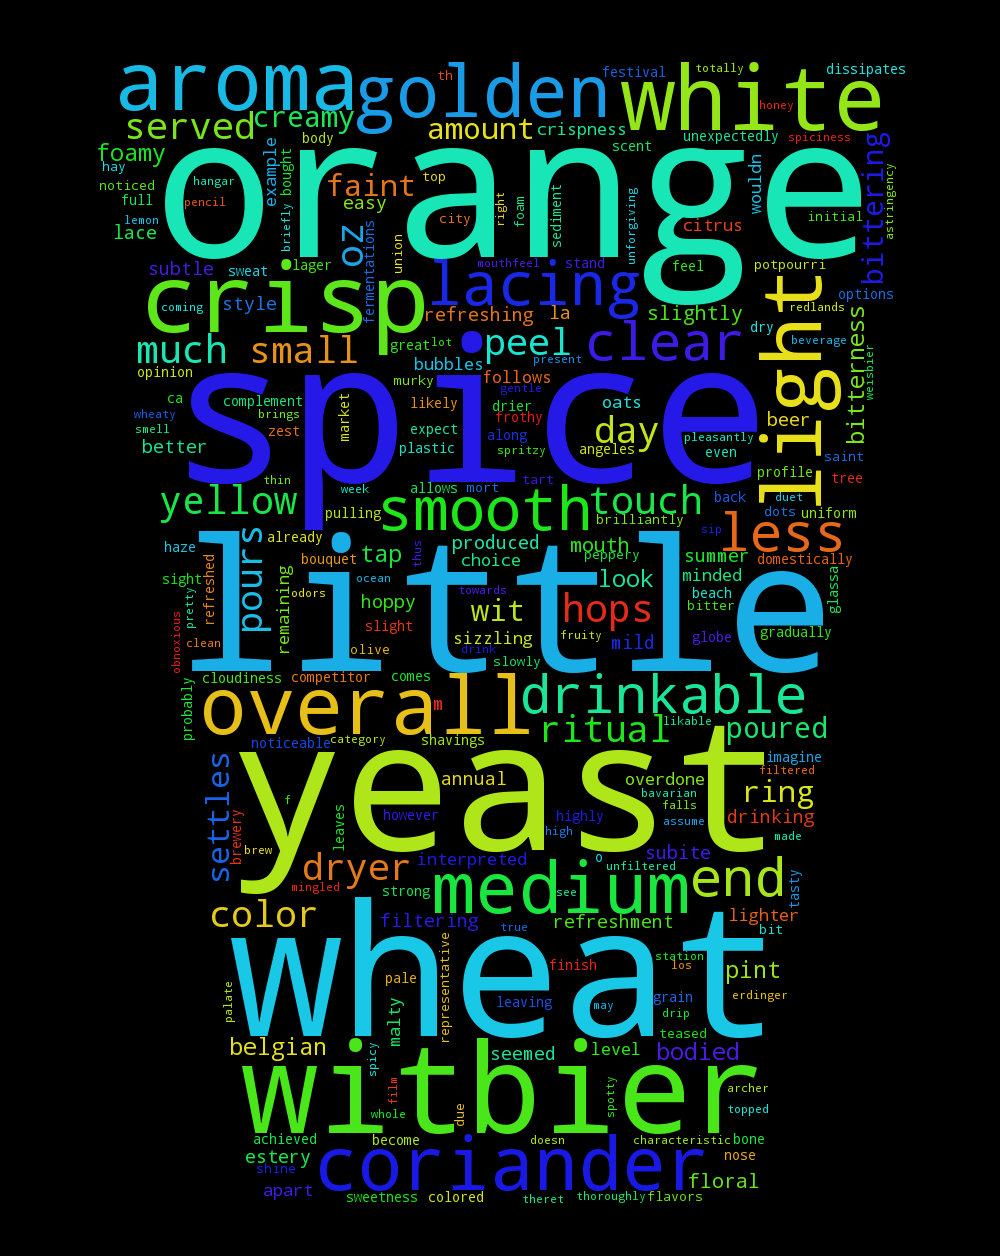 aroma golden white
th festival totally dissipates
served creamy amount crispness honey
foamy body scent unexpectedly spiciness
orange
hay hangar faint top example bought wouldn bittering
noticed pencil easy city right foam sediment unforgiving citrus initial astringency
full lemon lace briefly oz union
subtle sweat lager fermentations mouthfeel stand feel potpourri
crisp lacing light options
coming style refreshing la slightly redlands
much small great lot bubbles peel clear dry beverage
opinion murky follows present bitterness weisbier
spice
ca complement market likely gentle drier oats beer
wheaty brings expect frothy day
smell zest plastic along spritzy angeles pleasantly even
better saint
thin week allows mort tart back profile tree
yellow pulling smooth touch duet dots uniform
already brilliantly sip less
haze pours bouquet tap thus produced choice mouth peppery summer domestically
little
sight refreshed odors ocean towards look minded beach glassa
pretty remaining hoppy wit hops bitter
obnoxious clean slight sizzling fruity mild globe gradually
olive drink slowly
cloudiness competitor comes
probably overall m drinkable
ritual likable poured
noticeable category shavings imagine
yeast
settles annual overdone filtered
f bavarian ring
brewery leaves however highly falls assume drinking made
brew high
dryer interpreted o subite
mingled strong medium see unfiltered end tasty
color filtering true refreshment lighter bit
wheat
palate pale representative finish station los pint
leaving may grain erdinger
malty drip teased
belgian spicy seemed level bodied
witbier
film whole due spotty archer topped
achieved become doesn characteristic bone
estery coriander nose
shine apart floral
sweetness colored theret thoroughly flavors